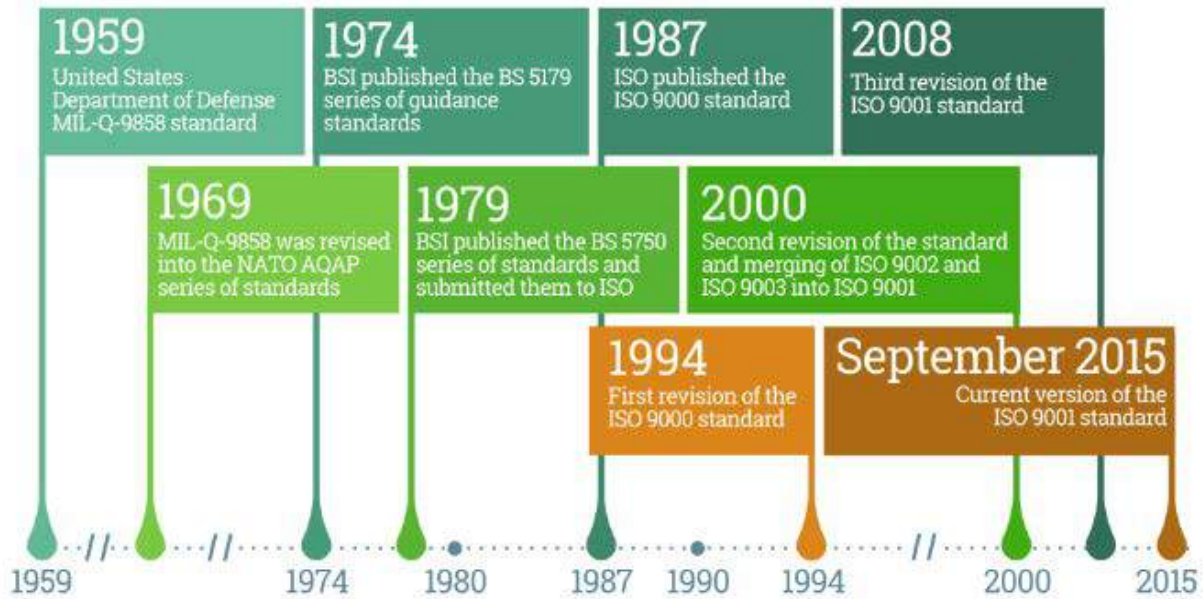 1959
United States
Department of Defense
MIL-Q-9858 standard
1974
BSI published the BS 5179
series of guidance
standards
1987
ISO published the
ISO 9000 standard
2008
Third revision of the
ISO 9001 standard
1969
MIL-Q-9858 was revised
into the NATO AQAP
series of standards
1979
BSI published the BS 5750
series of standards and
submitted them to ISO
2000
Second revision of the standard
and merging of ISO 9002 and
ISO 9003 into ISO 9001
1994
First revision of the
ISO 9000 standard
September 2015
Current version of the
ISO 9001 standard
1959 1974 1980 1987 1990 1994 2000 2015